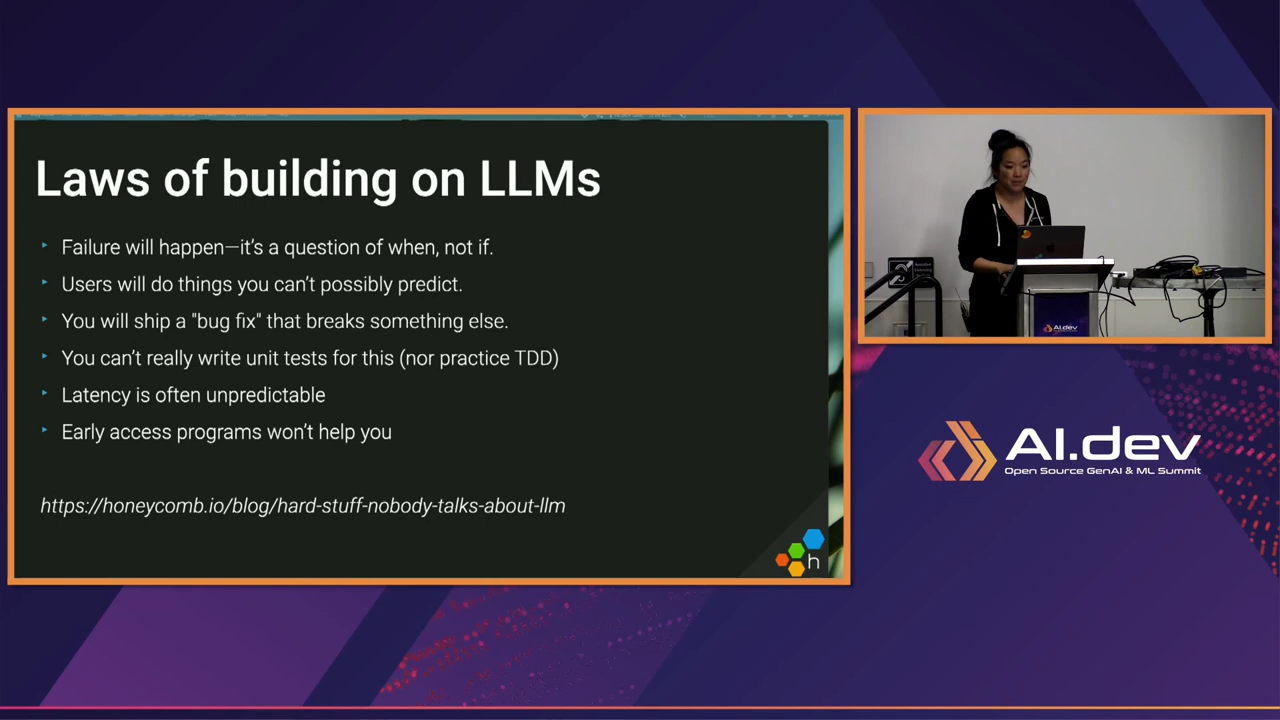 Laws of building on LLMs
Failure will happen—it's a question of when, not if.
Users will do things you can't possibly predict.
You will ship a "bug fix" that breaks something else.
You can't really write unit tests for this (nor practice TDD)
Latency is often unpredictable
Early access programs won't help you
https://honeycomb.io/blog/hard-stuff-nobody-talks-about-llm
h
AI.dev
AI.dev
Open Source GenAI & ML Summit